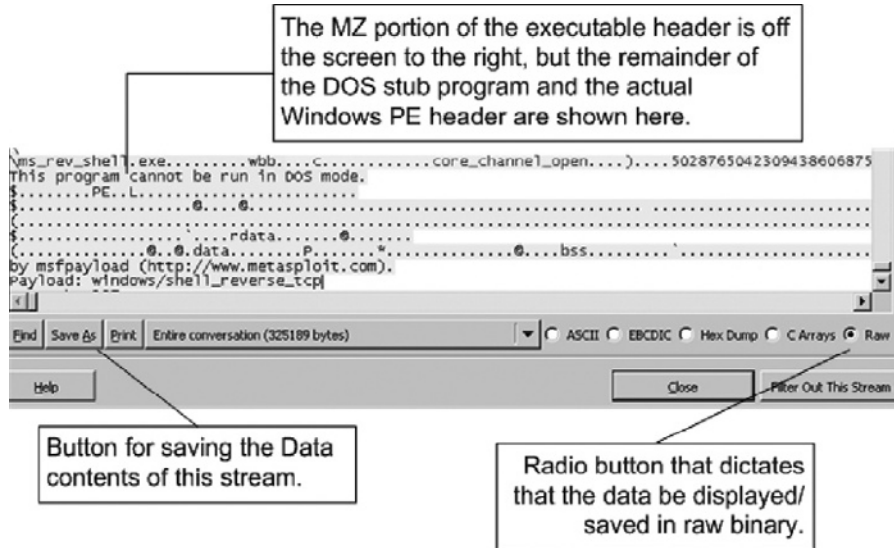 The MZ portion of the executable header is off
the screen to the right, but the remainder of
the DOS stub program and the actual
Windows PE header are shown here.
\ms_rev_shell.exe.........wbb....c.............core_channel_open....)....5028765042309438606875
This program cannot be run in DOS mode.
$........PE..L......................
$.......................@....@..........................................................
(..........................................................................................
$......................`....rdata.......@.......
(.................@..@.data.......P........*................@....bss...........`...............
by msfpayload (http://www.metasploit.com).
Payload: windows/shell_reverse_tcp
Find Save As Print Entire conversation (325189 bytes) ASCII EBCDIC Hex Dump C Arrays Raw
Help Close Filter Out This Stream
Button for saving the Data
contents of this stream.
Radio button that dictates
that the data be displayed/
saved in raw binary.